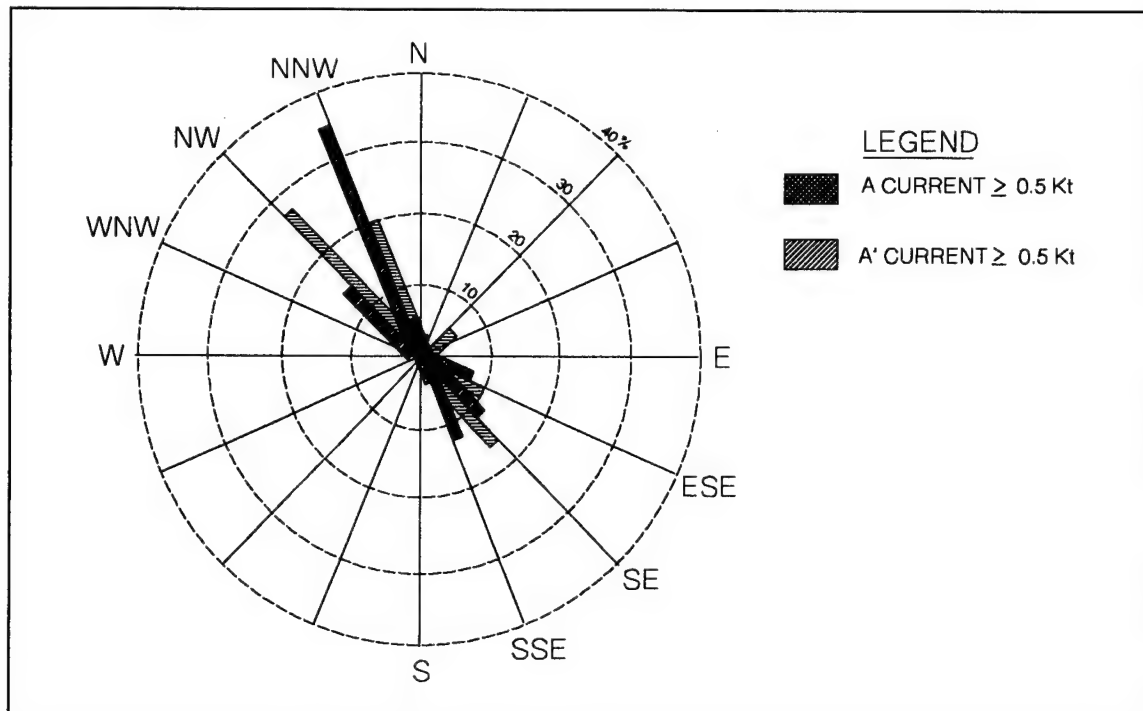 N
NNW
NW
WNW
W
E
ESE
SE
SSE
S
40%
30
20
10
LEGEND
A CURRENT ≥ 0.5 Kt
A' CURRENT ≥ 0.5 Kt